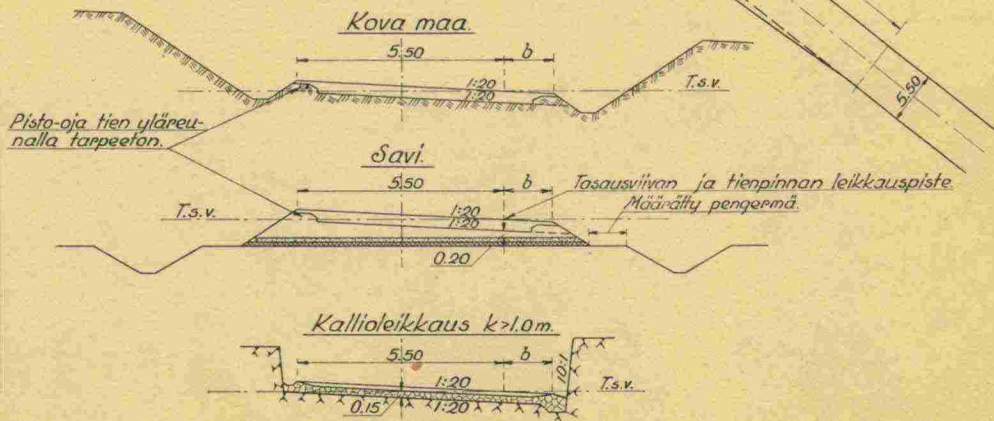 Kova maa.
5.50 b
1:20
1:20
T.s.v.
5.50
Pisto-oja tien yläreu-
nalla tarpeeton.
Savi.
5.50 b
Tasausviivan ja tienpinnan leikkauspiste.
Määrätty pengermä.
T.s.v.
1:20
1:20
0.20
Kallioleikkaus k>1.0m.
5.50 b
10:1
1:20
T.s.v.
0.15
1:20